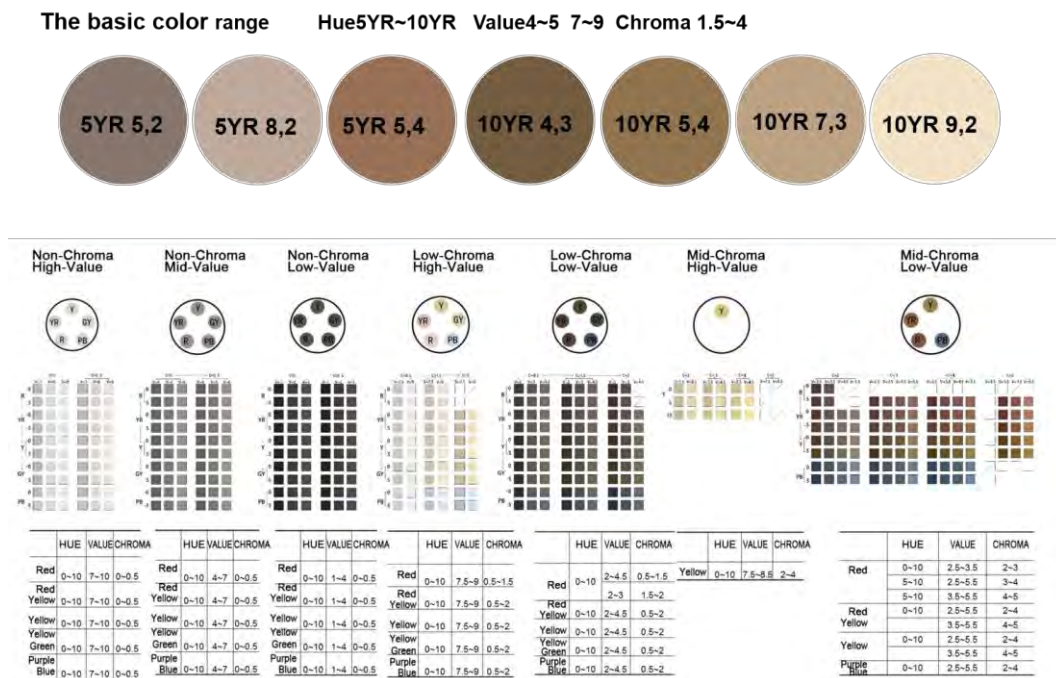 The basic color range Hue5YR~10YR Value4~5 7~9 Chroma 1.5~4
5YR 5,2 5YR 8,2 5YR 5,4 10YR 4,3 10YR 5,4 10YR 7,3 10YR 9,2
Non-Chroma High-Value
Non-Chroma Mid-Value
Non-Chroma Low-Value
Low-Chroma High-Value
Low-Chroma Low-Value
Mid-Chroma High-Value
Mid-Chroma Low-Value
Y YR GY R PB
Y YR GY R PB
Y YR GY R PB
Y YR GY R PB
Y YR GY R PB
Y
Y YR R PB
HUE VALUE CHROMA
Red 0~10 7~10 0~0.5
Red Yellow 0~10 7~10 0~0.5
Yellow 0~10 7~10 0~0.5
Yellow Green 0~10 7~10 0~0.5
Purple Blue 0~10 7~10 0~0.5
HUE VALUE CHROMA
Red 0~10 4~7 0~0.5
Red Yellow 0~10 4~7 0~0.5
Yellow 0~10 4~7 0~0.5
Yellow Green 0~10 4~7 0~0.5
Purple Blue 0~10 4~7 0~0.5
HUE VALUE CHROMA
Red 0~10 1~4 0~0.5
Red Yellow 0~10 1~4 0~0.5
Yellow 0~10 1~4 0~0.5
Yellow Green 0~10 1~4 0~0.5
Purple Blue 0~10 1~4 0~0.5
HUE VALUE CHROMA
Red 0~10 7.5~9 0.5~1.5
Red Yellow 0~10 7.5~9 0.5~2
Yellow 0~10 7.5~9 0.5~2
Yellow Green 0~10 7.5~9 0.5~2
Purple Blue 0~10 7.5~9 0.5~2
HUE VALUE CHROMA
Red 0~10 2~4.5 0.5~1.5
2~3 1.5~2
Red Yellow 0~10 2~4.5 0.5~2
Yellow 0~10 2~4.5 0.5~2
Yellow Green 0~10 2~4.5 0.5~2
Purple Blue 0~10 2~4.5 0.5~2
HUE VALUE CHROMA
Yellow 0~10 7.5~8.5 2~4
HUE VALUE CHROMA
Red 0~10 2.5~3.5 2~3
5~10 2.5~5.5 3~4
5~10 3.5~5.5 4~5
Red Yellow 0~10 2.5~5.5 2~4
3.5~5.5 4~5
Yellow 0~10 2.5~5.5 2~4
3.5~5.5 4~5
Purple Blue 0~10 2.5~5.5 2~4